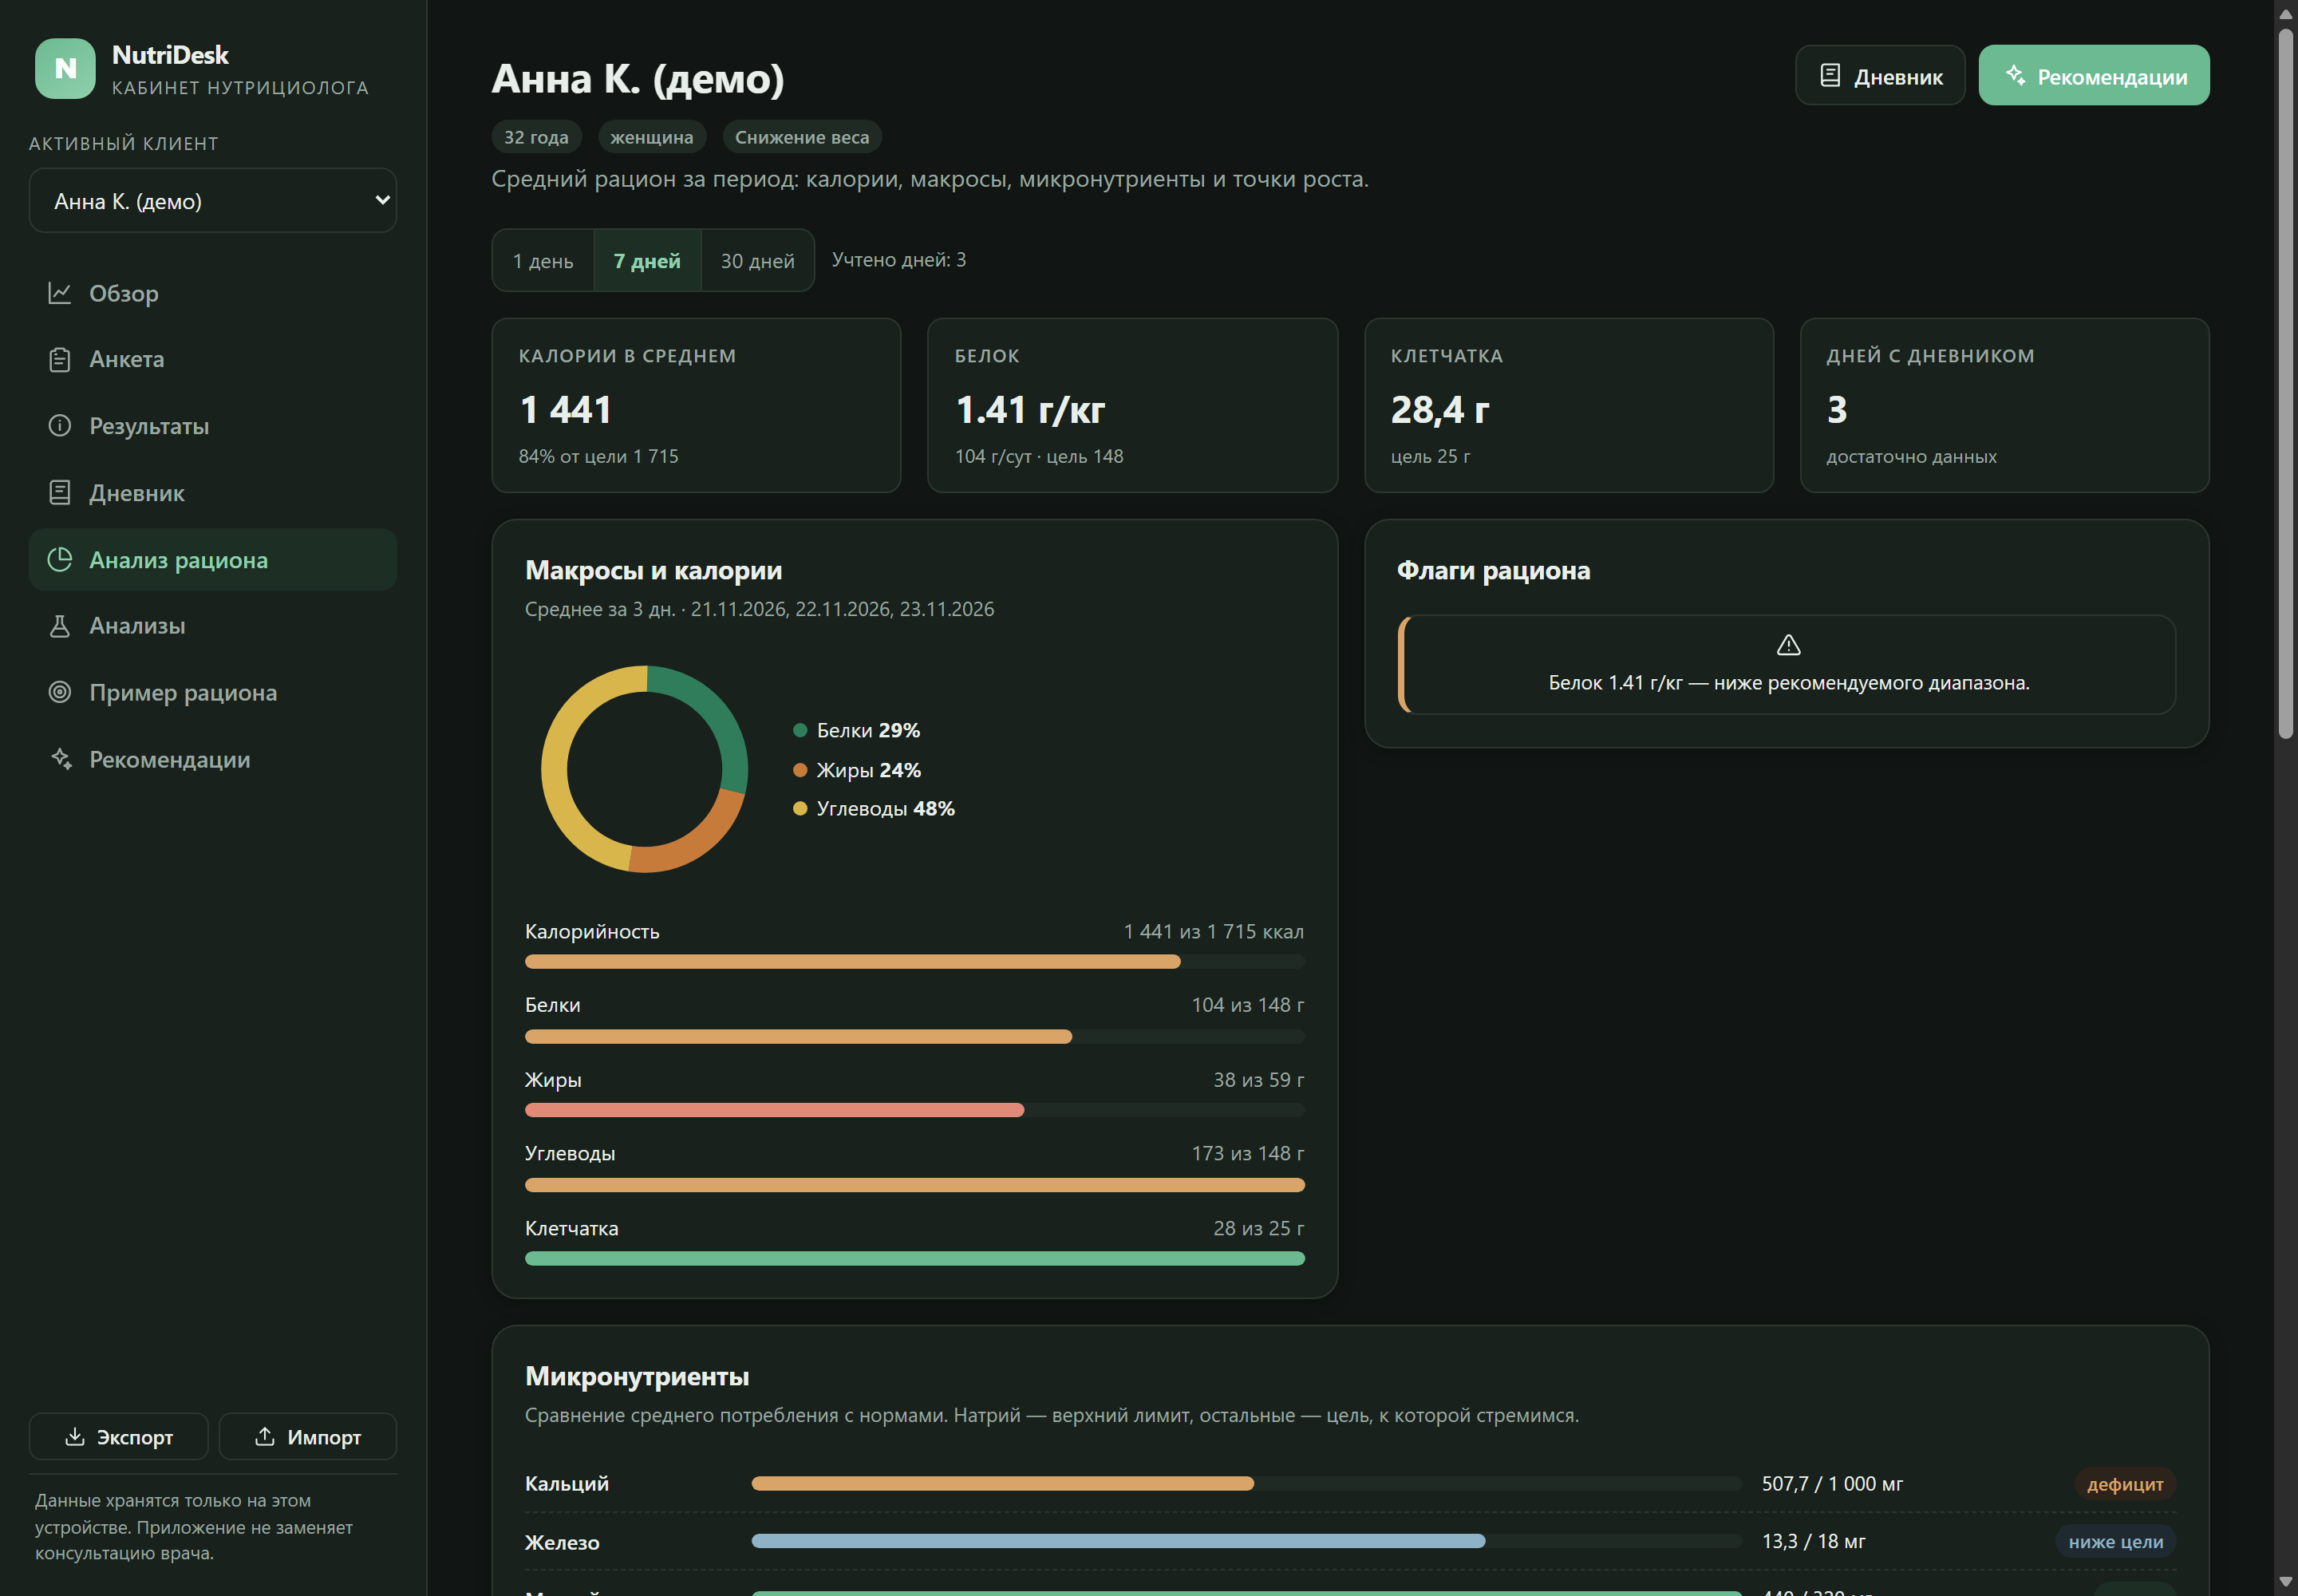 N
NutriDesk
КАБИНЕТ НУТРИЦИОЛОГА
АКТИВНЫЙ КЛИЕНТ
Анна К. (демо)
Обзор
Анкета
Результаты
Дневник
Анализ рациона
Анализы
Пример рациона
Рекомендации
Экспорт
Импорт
Данные хранятся только на этом
устройстве. Приложение не заменяет
консультацию врача.
Анна К. (демо)
Дневник
Рекомендации
32 года
женщина
Снижение веса
Средний рацион за период: калории, макросы, микронутриенты и точки роста.
1 день
7 дней
30 дней
Учтено дней: 3
КАЛОРИИ В СРЕДНЕМ
1 441
84% от цели 1 715
БЕЛОК
1.41 г/кг
104 г/сут · цель 148
КЛЕТЧАТКА
28,4 г
цель 25 г
ДНЕЙ С ДНЕВНИКОМ
3
достаточно данных
Макросы и калории
Среднее за 3 дн. · 21.11.2026, 22.11.2026, 23.11.2026
Белки 29%
Жиры 24%
Углеводы 48%
Калорийность 1 441 из 1 715 ккал
Белки 104 из 148 г
Жиры 38 из 59 г
Углеводы 173 из 148 г
Клетчатка 28 из 25 г
Флаги рациона
Белок 1.41 г/кг — ниже рекомендуемого диапазона.
Микронутриенты
Сравнение среднего потребления с нормами. Натрий — верхний лимит, остальные — цель, к которой стремимся.
Кальций 507,7 / 1 000 мг дефицит
Железо 13,3 / 18 мг ниже цели